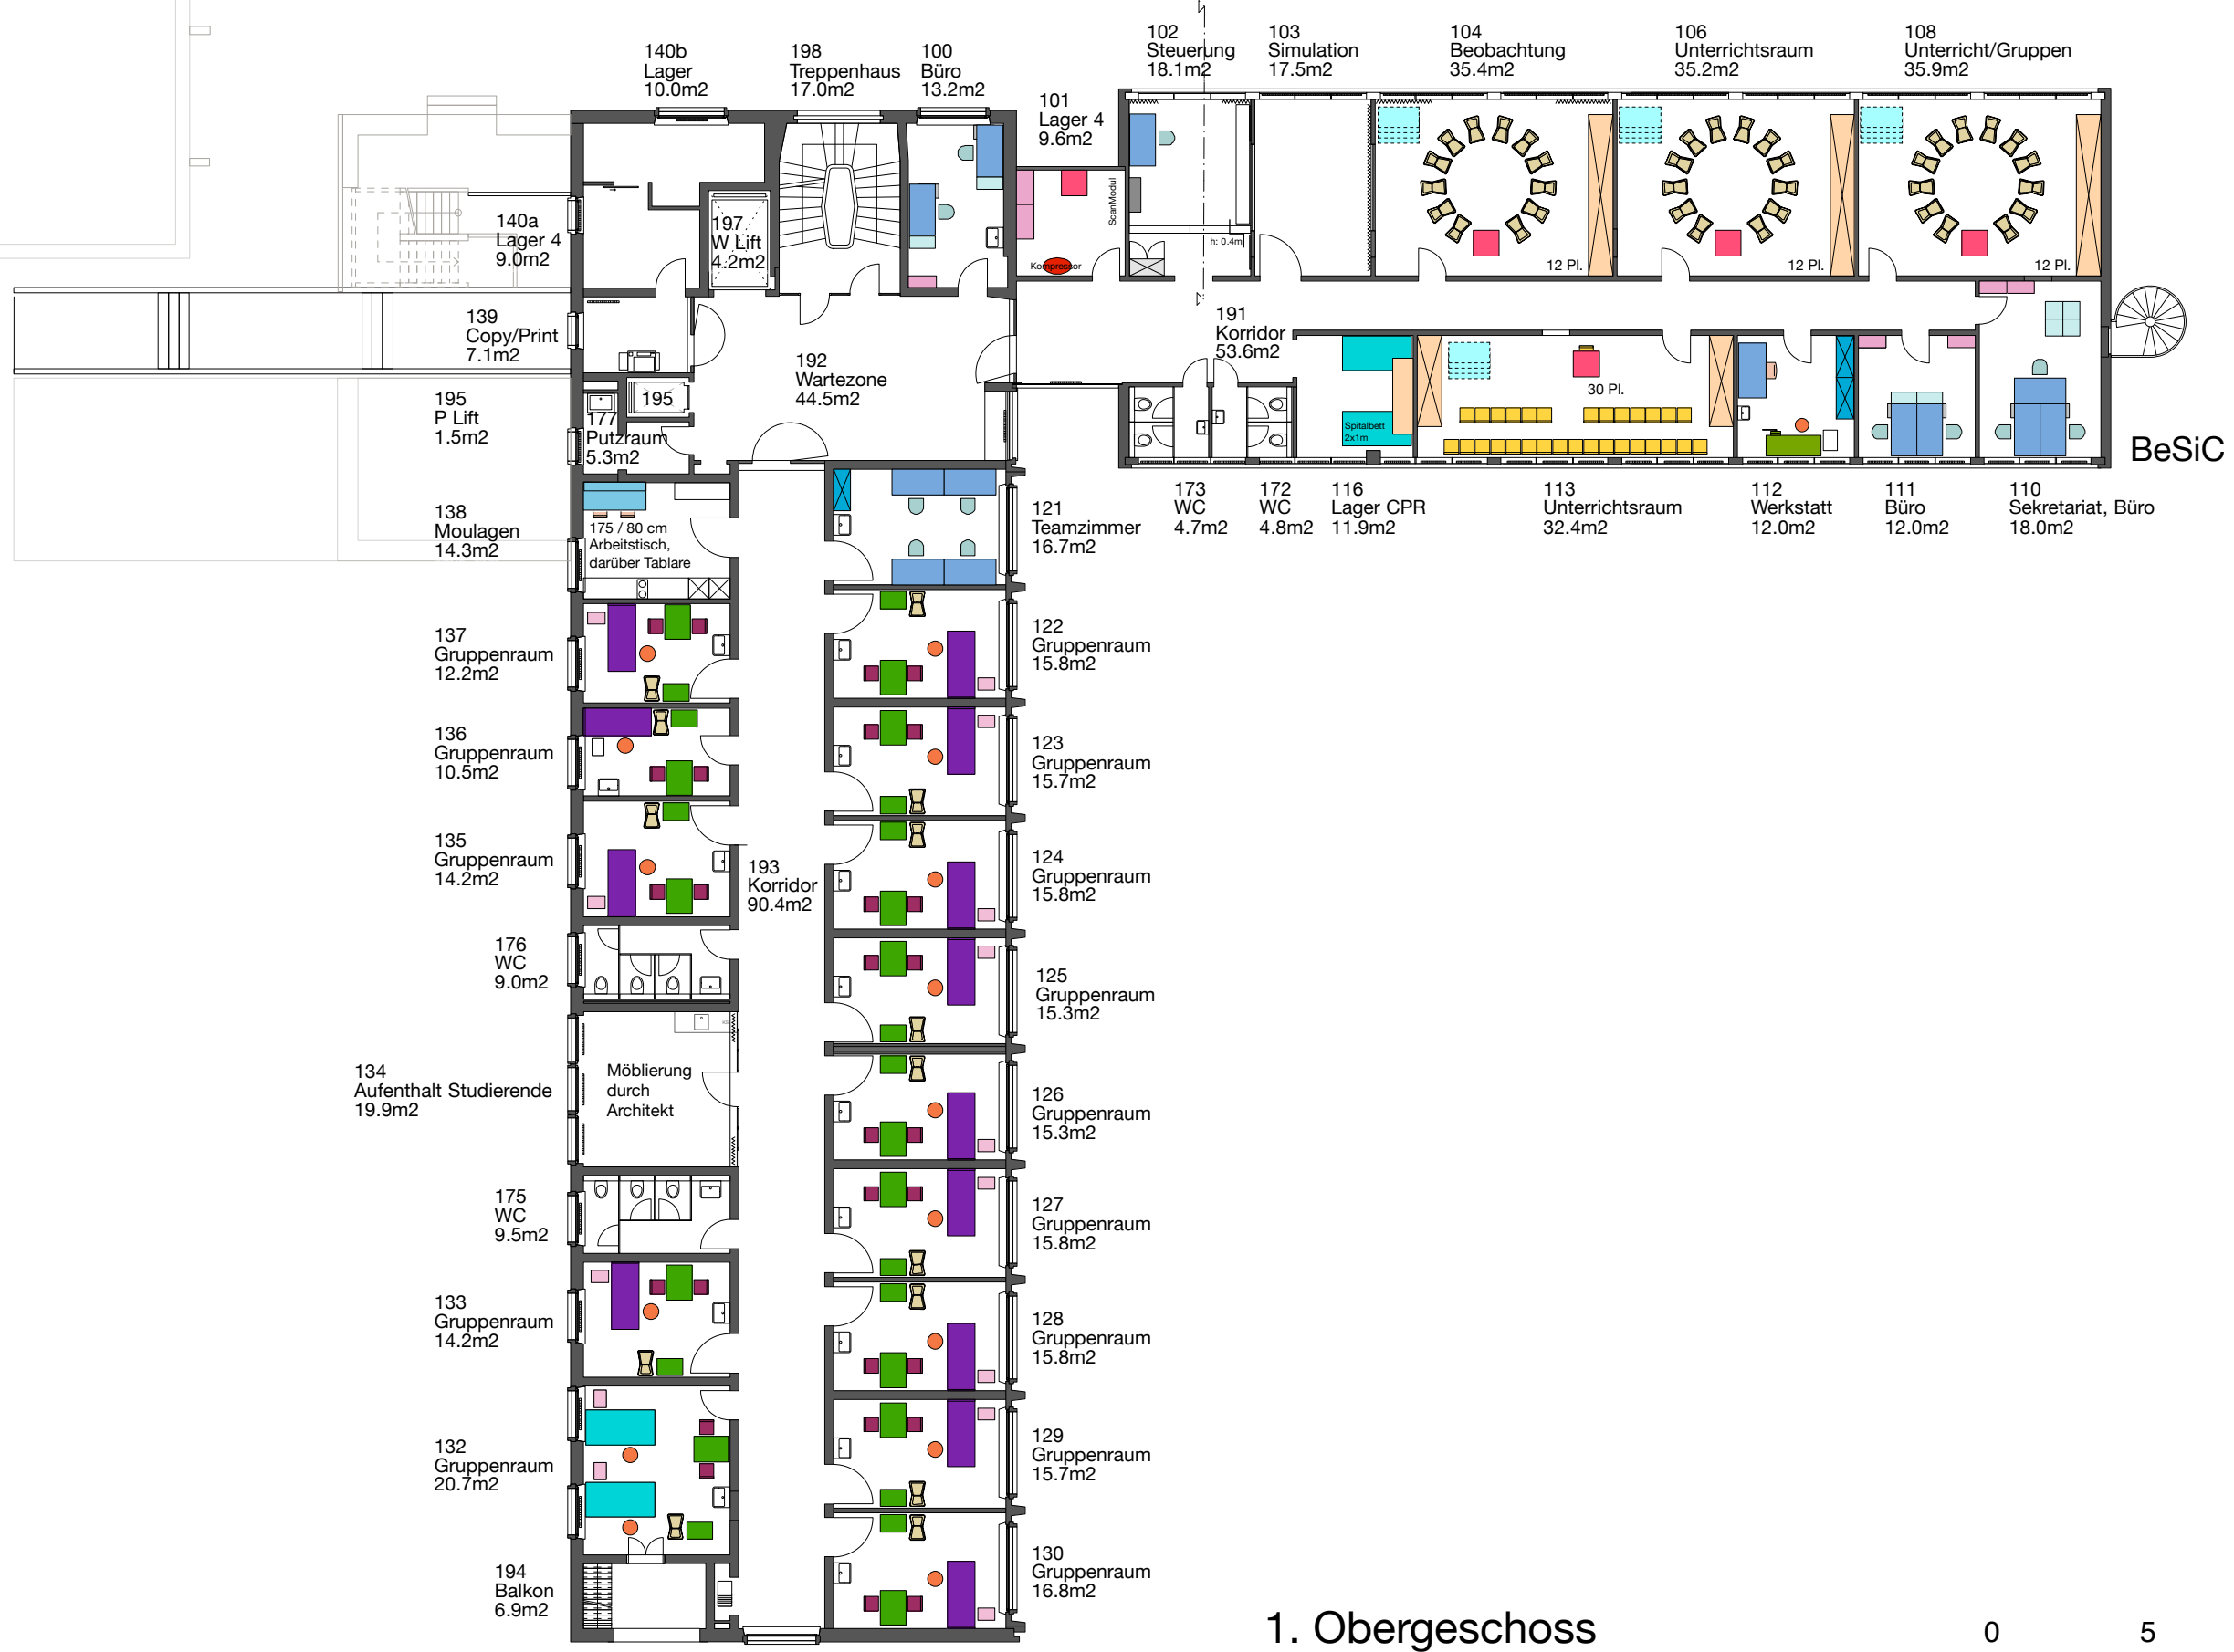 140b
Lager
10.0m2
198
Treppenhaus
17.0m2
100
Büro
13.2m2
101
Lager 4
9.6m2
102
Steuerung
18.1m2
103
Simulation
17.5m2
104
Beobachtung
35.4m2
106
Unterrichtsraum
35.2m2
108
Unterricht/Gruppen
35.9m2
140a
Lager 4
9.0m2
197
W Lift
4.2m2
ScanModul
Kompressor
h: 0.4m
12 Pl.
12 Pl.
12 Pl.
139
Copy/Print
7.1m2
192
Wartezone
44.5m2
191
Korridor
53.6m2
195
P Lift
1.5m2
195
177
Putzraum
5.3m2
30 Pl.
Spitalbett
2x1m
BeSiC
173
WC
4.7m2
172
WC
4.8m2
116
Lager CPR
11.9m2
113
Unterrichtsraum
32.4m2
112
Werkstatt
12.0m2
111
Büro
12.0m2
110
Sekretariat, Büro
18.0m2
138
Moulagen
14.3m2
175 / 80 cm
Arbeitstisch,
darüber Tablare
121
Teamzimmer
16.7m2
137
Gruppenraum
12.2m2
122
Gruppenraum
15.8m2
136
Gruppenraum
10.5m2
123
Gruppenraum
15.7m2
135
Gruppenraum
14.2m2
193
Korridor
90.4m2
124
Gruppenraum
15.8m2
176
WC
9.0m2
125
Gruppenraum
15.3m2
134
Aufenthalt Studierende
19.9m2
Möblierung
durch
Architekt
126
Gruppenraum
15.3m2
175
WC
9.5m2
127
Gruppenraum
15.8m2
133
Gruppenraum
14.2m2
128
Gruppenraum
15.8m2
132
Gruppenraum
20.7m2
129
Gruppenraum
15.7m2
194
Balkon
6.9m2
130
Gruppenraum
16.8m2
1. Obergeschoss
0 5